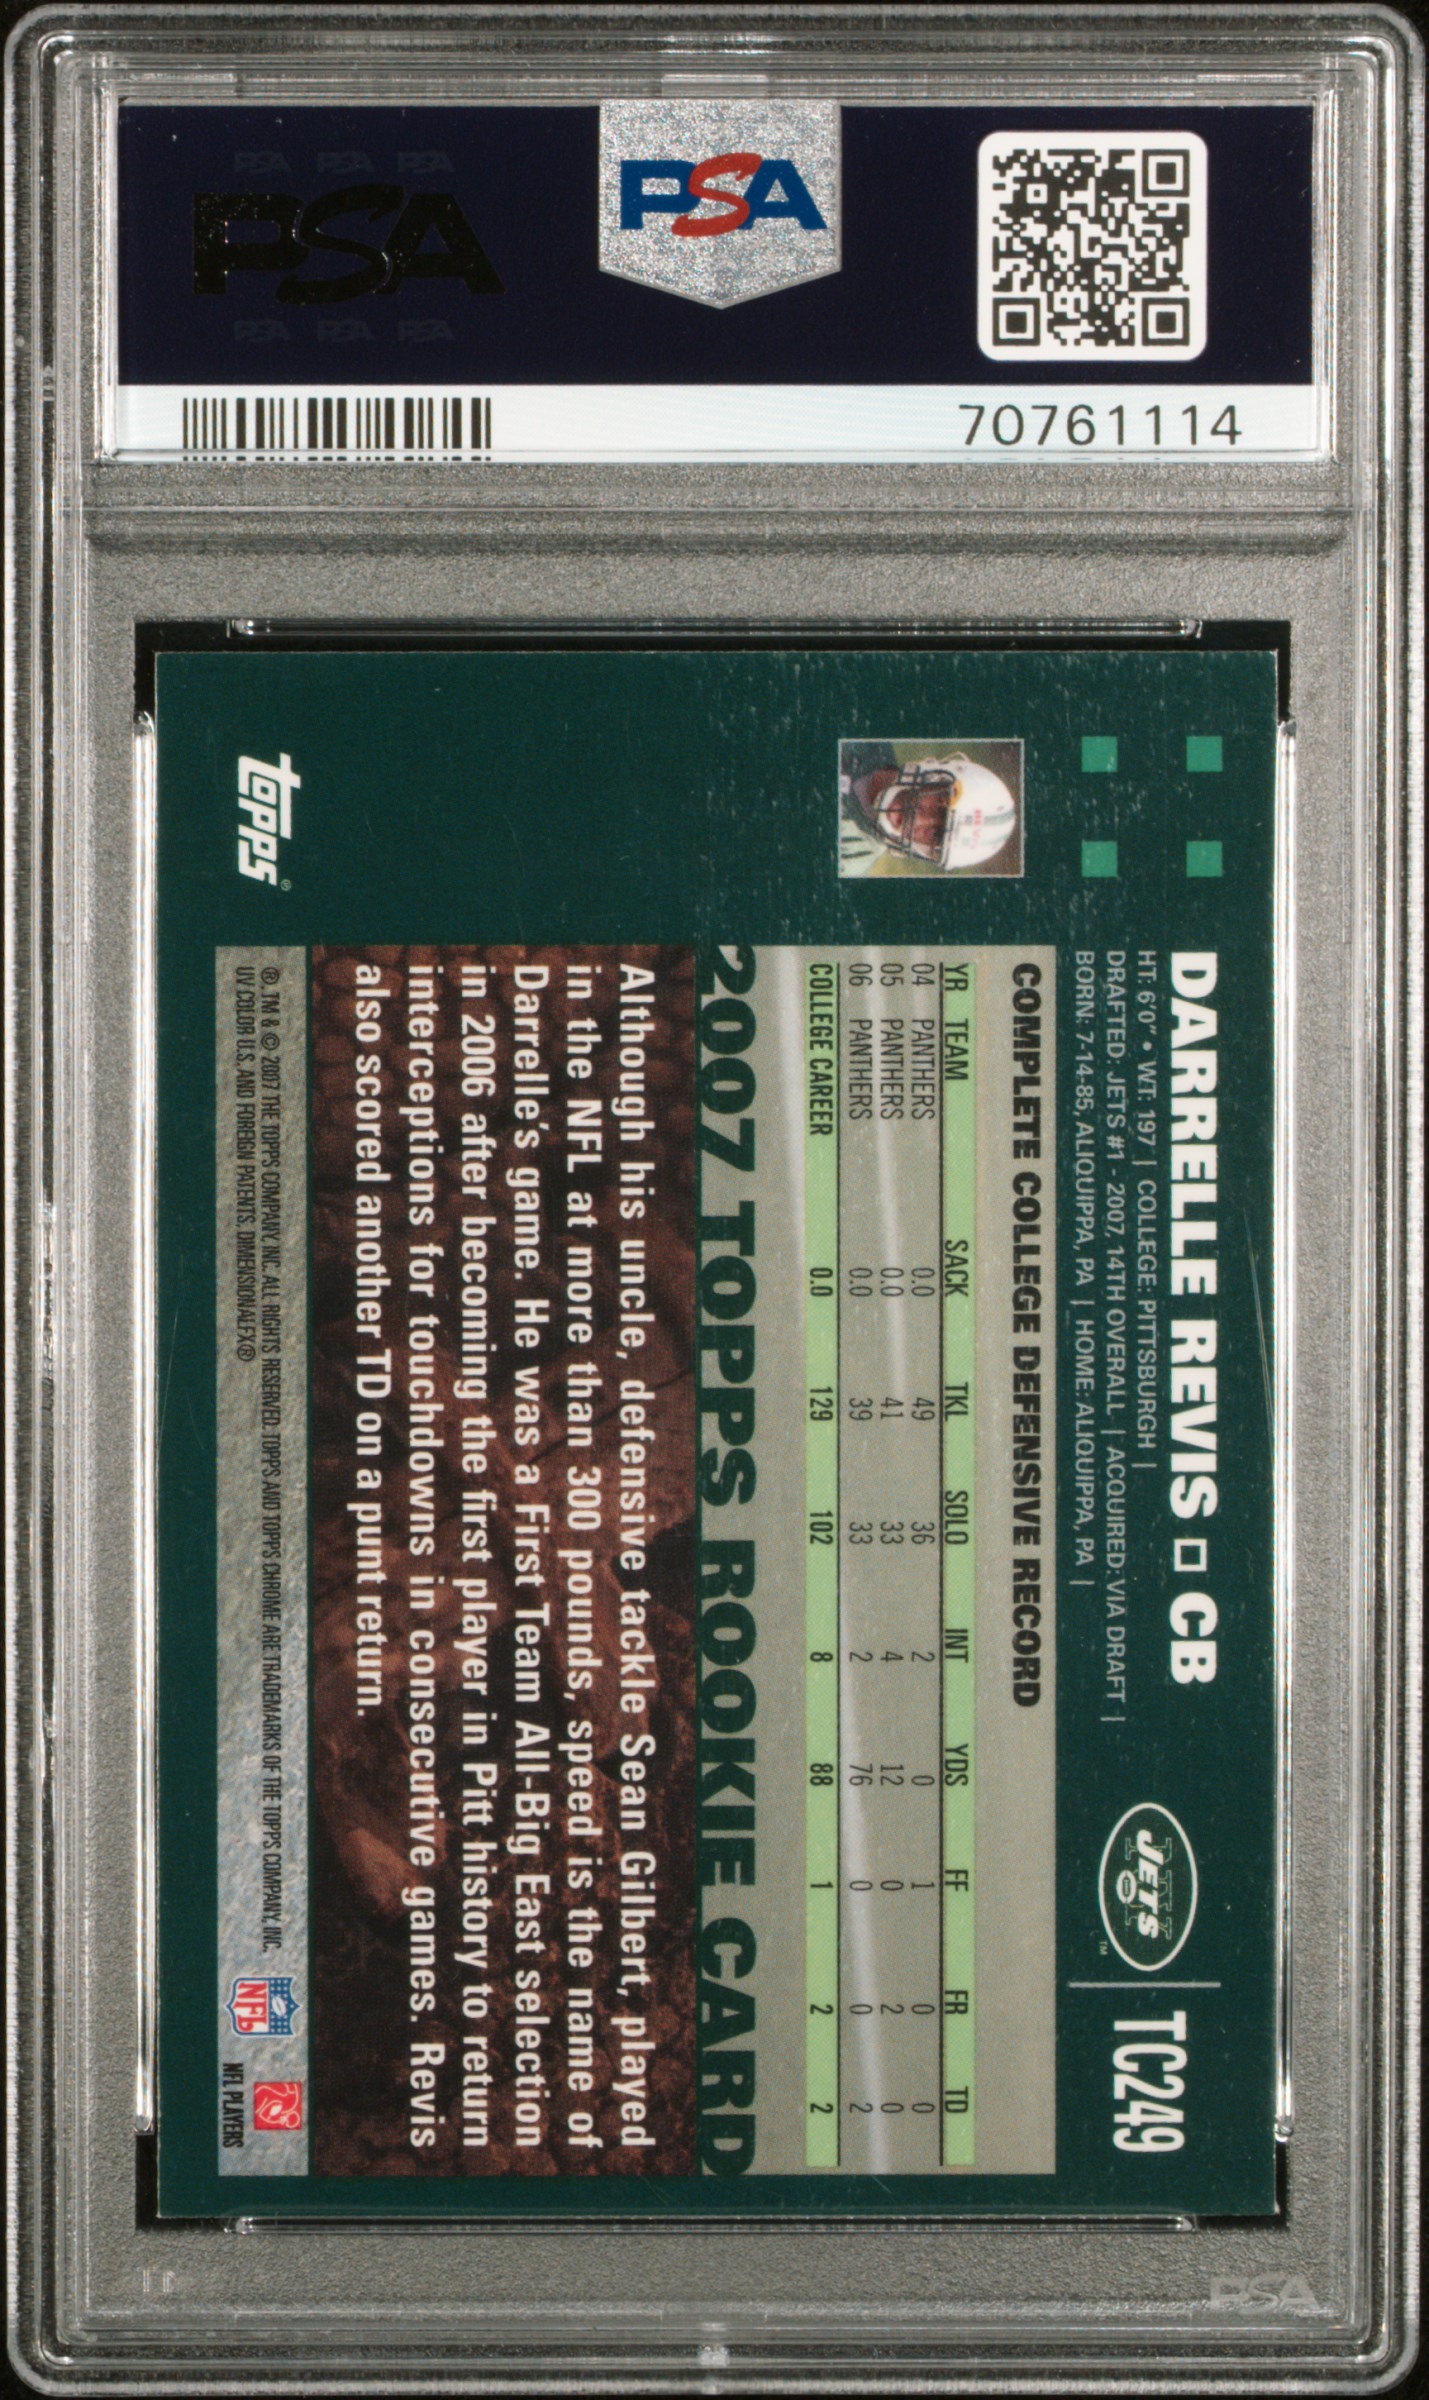 PSA PSA PSA
PSA
PSA PSA PSA
PSA
70761114
DARRELLE REVIS □ CB
HT: 6'0" • WT: 197 | COLLEGE: PITTSBURGH |
DRAFTED: JETS #1 - 2007, 14TH OVERALL | ACQUIRED: VIA DRAFT |
BORN: 7-14-85, ALIQUIPPA, PA | HOME: ALIQUIPPA, PA |
NY JETS ™
TC249
COMPLETE COLLEGE DEFENSIVE RECORD
YR TEAM SACK TKL SOLO INT YDS FF FR TD
04 PANTHERS 0.0 49 36 2 0 1 0 0
05 PANTHERS 0.0 41 33 4 12 0 2 0
06 PANTHERS 0.0 39 33 2 76 0 0 2
COLLEGE CAREER 0.0 129 102 8 88 1 2 2
2007 TOPPS ROOKIE CARD
Although his uncle, defensive tackle Sean Gilbert, played
in the NFL at more than 300 pounds, speed is the name of
Darrelle's game. He was a First Team All-Big East selection
in 2006 after becoming the first player in Pitt history to return
interceptions for touchdowns in consecutive games. Revis
also scored another TD on a punt return.
®, TM & © 2007 THE TOPPS COMPANY, INC. ALL RIGHTS RESERVED. TOPPS AND TOPPS CHROME ARE TRADEMARKS OF THE TOPPS COMPANY, INC.
UV COLOR U.S. AND FOREIGN PATENTS. DIMENSIONALFX®
topps®
NFL
NFL PLAYERS
PSA